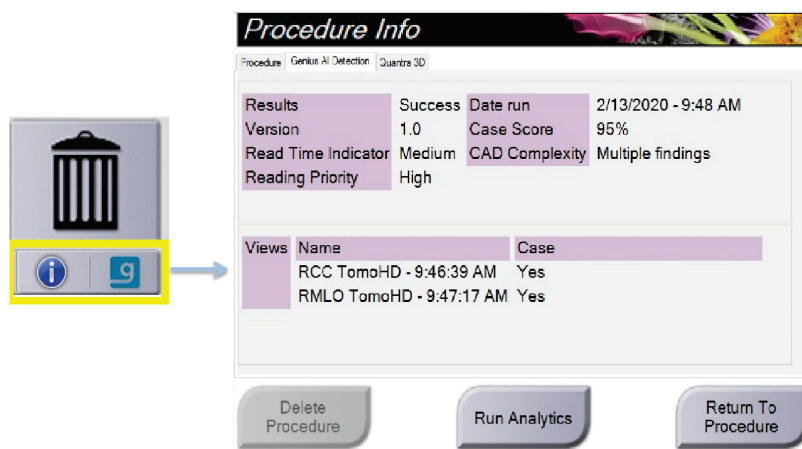 Procedure Info
Procedure Genius AI Detection Quantra 3D
Results Success Date run 2/13/2020 - 9:48 AM
Version 1.0 Case Score 95%
Read Time Indicator Medium CAD Complexity Multiple findings
Reading Priority High
Views Name Case
RCC TomoHD - 9:46:39 AM Yes
RMLO TomoHD - 9:47:17 AM Yes
i g
Delete
Procedure
Run Analytics
Return To
Procedure